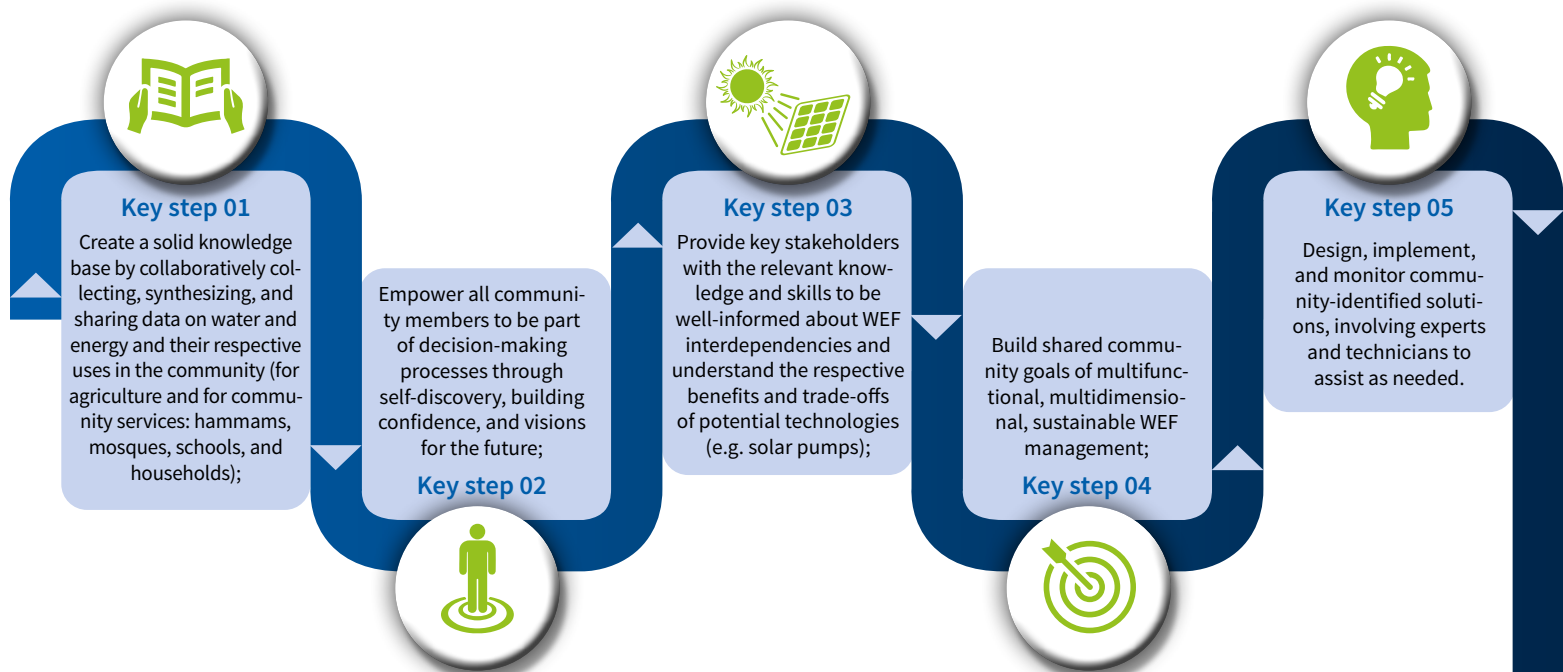 Key step 01
Create a solid knowledge
base by collaboratively col-
lecting, synthesizing, and
sharing data on water and
energy and their respective
uses in the community (for
agriculture and for commu-
nity services: hammams,
mosques, schools, and
households);
Empower all communi-
ty members to be part
of decision-making
processes through
self-discovery, building
confidence, and visions
for the future;
Key step 02
Key step 03
Provide key stakeholders
with the relevant know-
ledge and skills to be
well-informed about WEF
interdependencies and
understand the respective
benefits and trade-offs
of potential technologies
(e.g. solar pumps);
Build shared commu-
nity goals of multifunc-
tional, multidimensio-
nal, sustainable WEF
management;
Key step 04
Key step 05
Design, implement,
and monitor commu-
nity-identified soluti-
ons, involving experts
and technicians to
assist as needed.